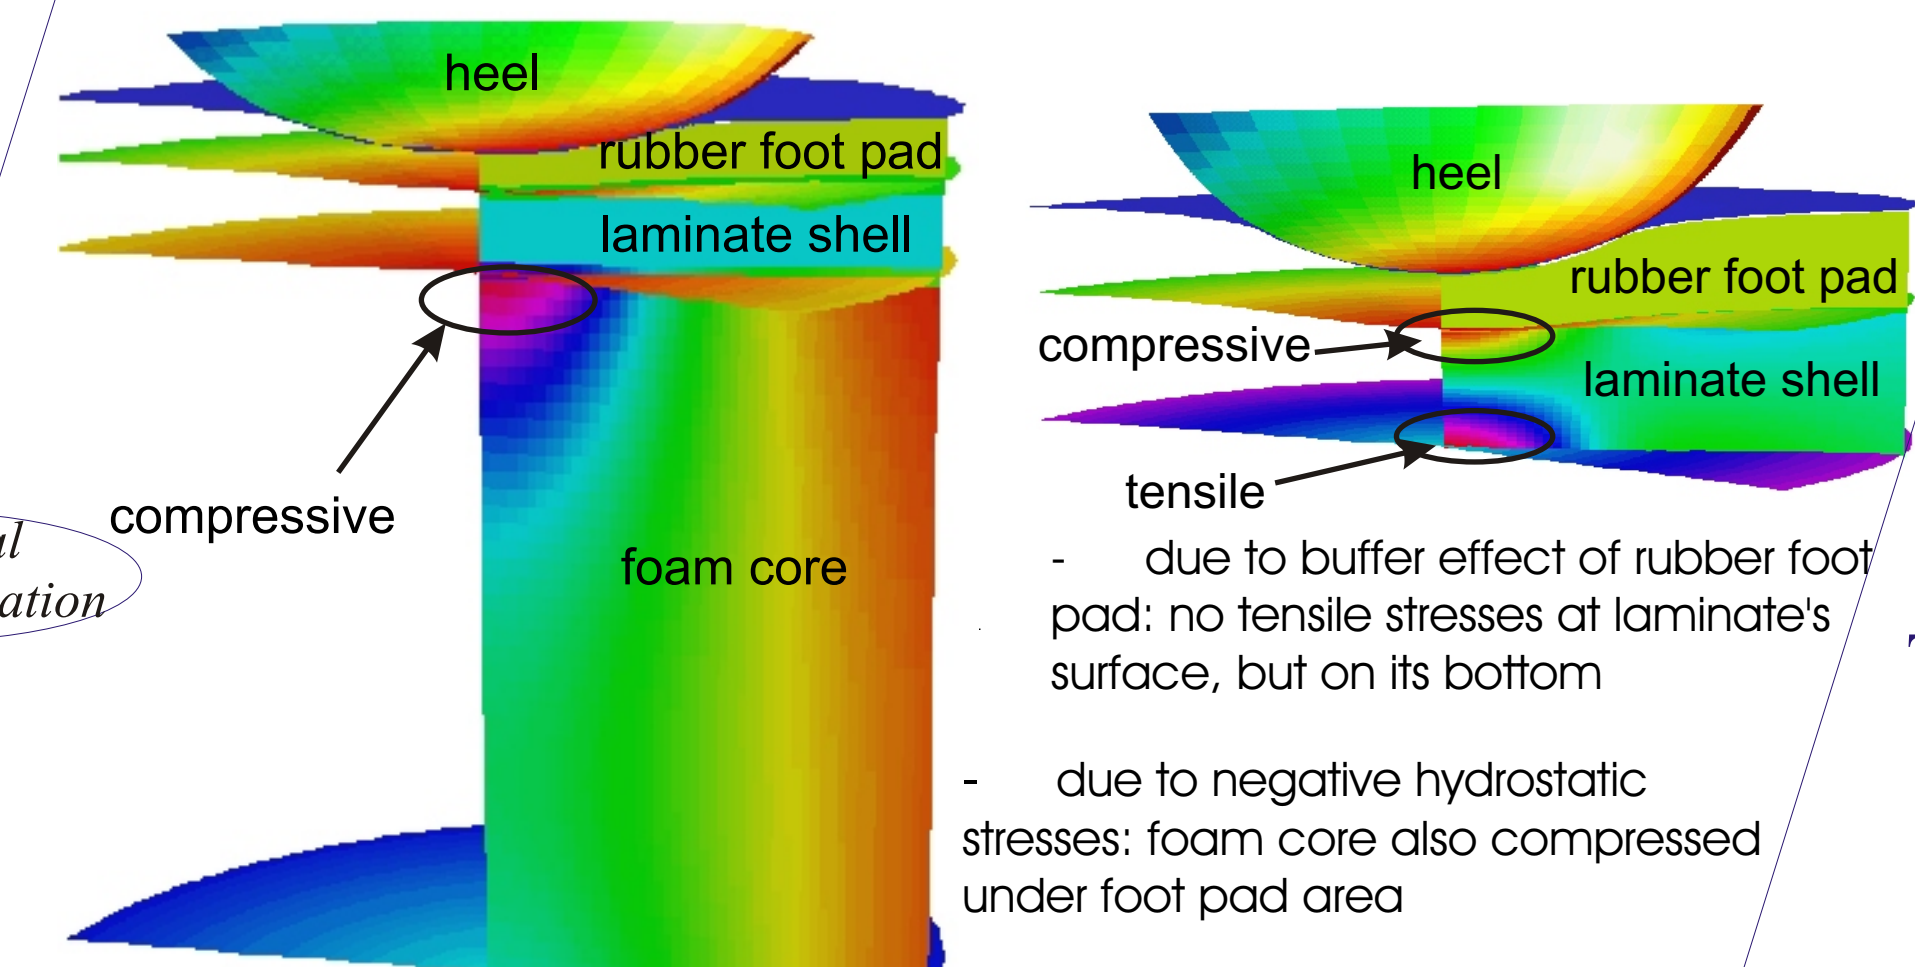 heel
rubber foot pad
laminate shell
compressive
foam core
heel
rubber foot pad
compressive
laminate shell
tensile
- due to buffer effect of rubber foot
pad: no tensile stresses at laminate's
surface, but on its bottom
- due to negative hydrostatic
stresses: foam core also compressed
under foot pad area